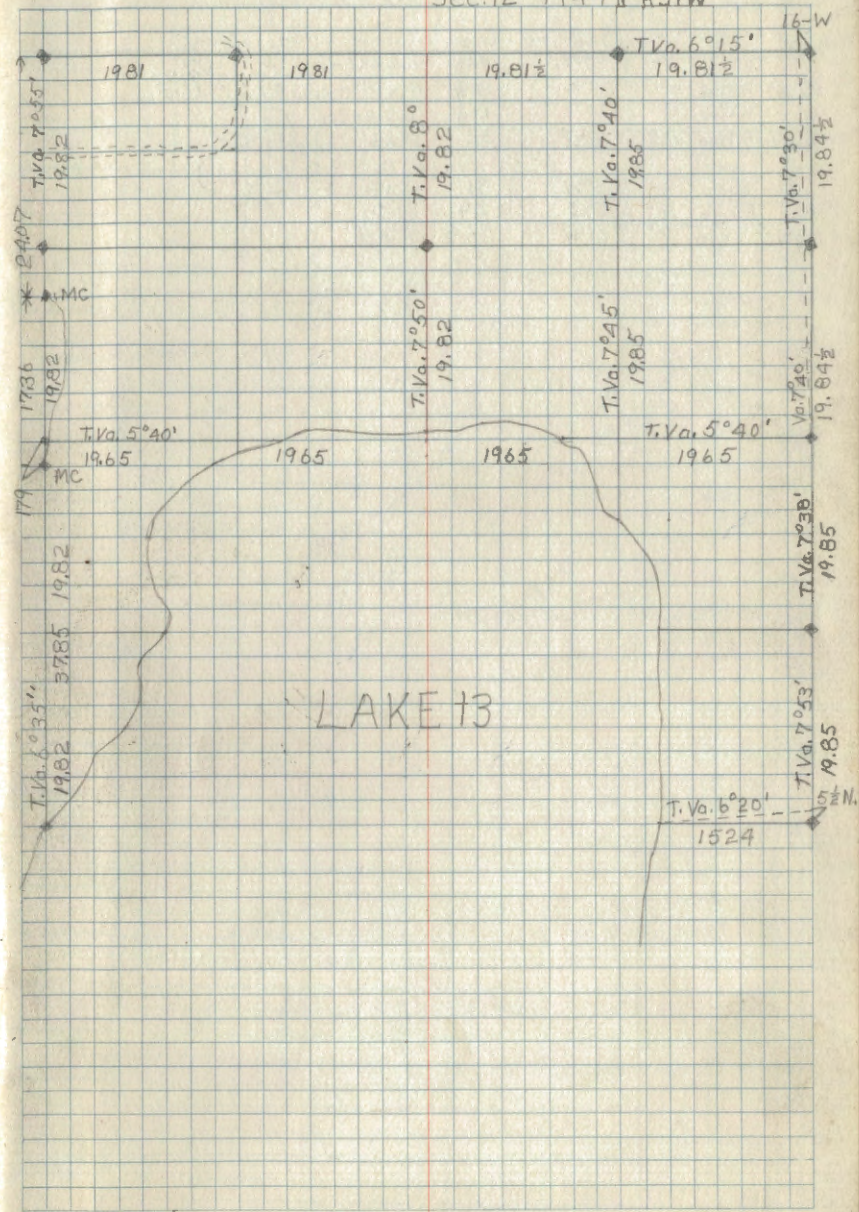 SEC. 12
16-W
T Va. 6°15'
1981
1981
19.81½
19.81½
T.Va. 7°55'
19.82
T.Va. 8°
19.82
T.Va. 7°40'
19.85
T.Va. 7°30'
19.84½
24.07
MC
17.36
19.82
T.Va. 7°50'
19.82
T.Va. 7°45'
19.85
Va. 7°40'
19.84½
T.Va. 5°40'
19.65
1965
1965
T.Va. 5°40'
1965
179
MC
19.82
37.85
T.Va. 7°38'
19.85
LAKE 13
T.Va. 6°35"
19.82
T.Va. 7°53'
19.85
T. Va. 6°20'
1524
5½ N.